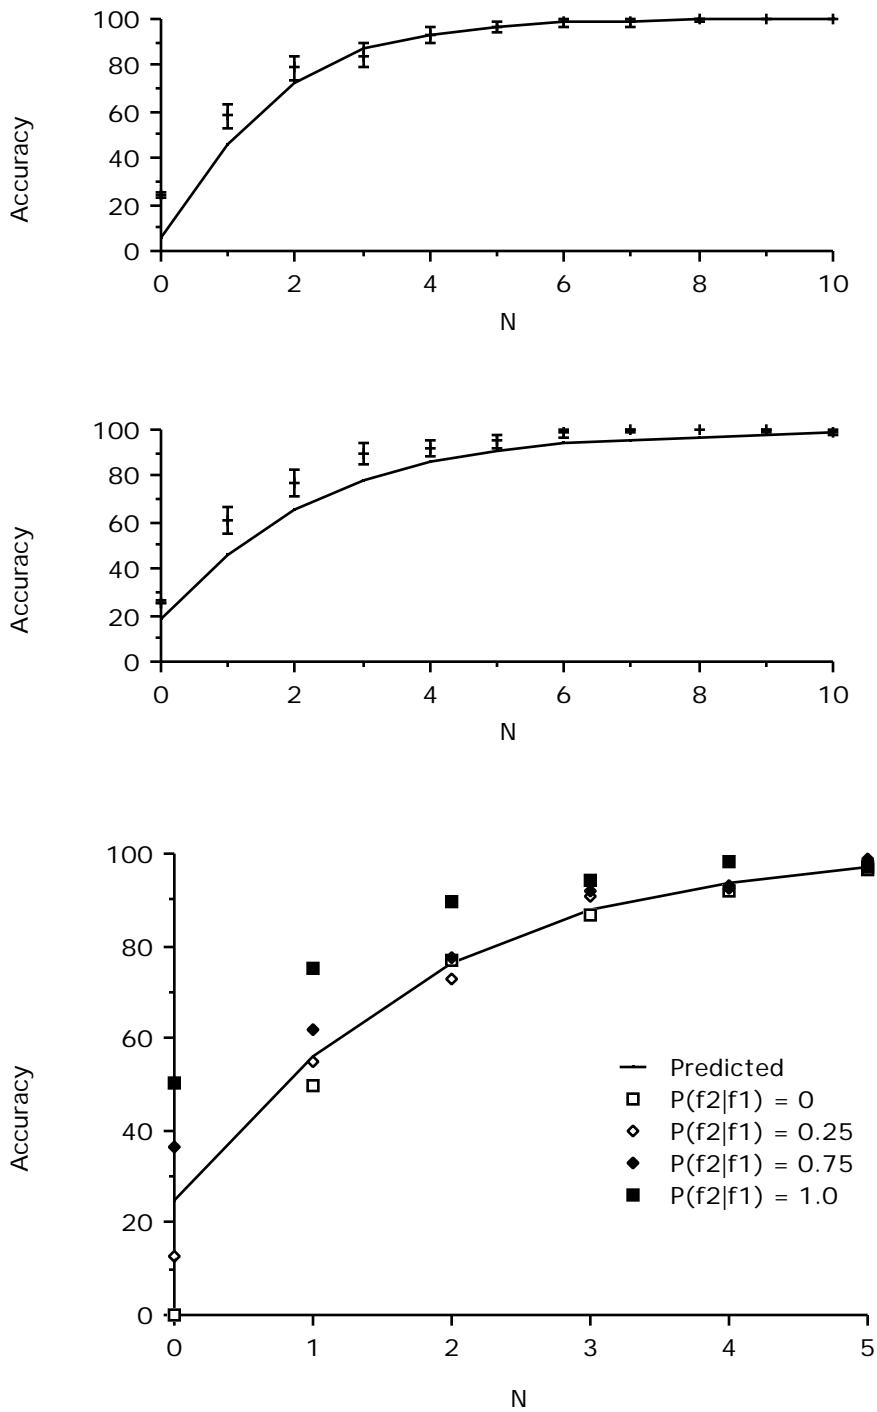 100
80
60
40
20
0
Accuracy
0 2 4 6 8 10
N
100
80
60
40
20
0
Accuracy
0 2 4 6 8 10
N
100
80
60
40
20
0
Accuracy
Predicted
P(f2|f1) = 0
P(f2|f1) = 0.25
P(f2|f1) = 0.75
P(f2|f1) = 1.0
0 1 2 3 4 5
N